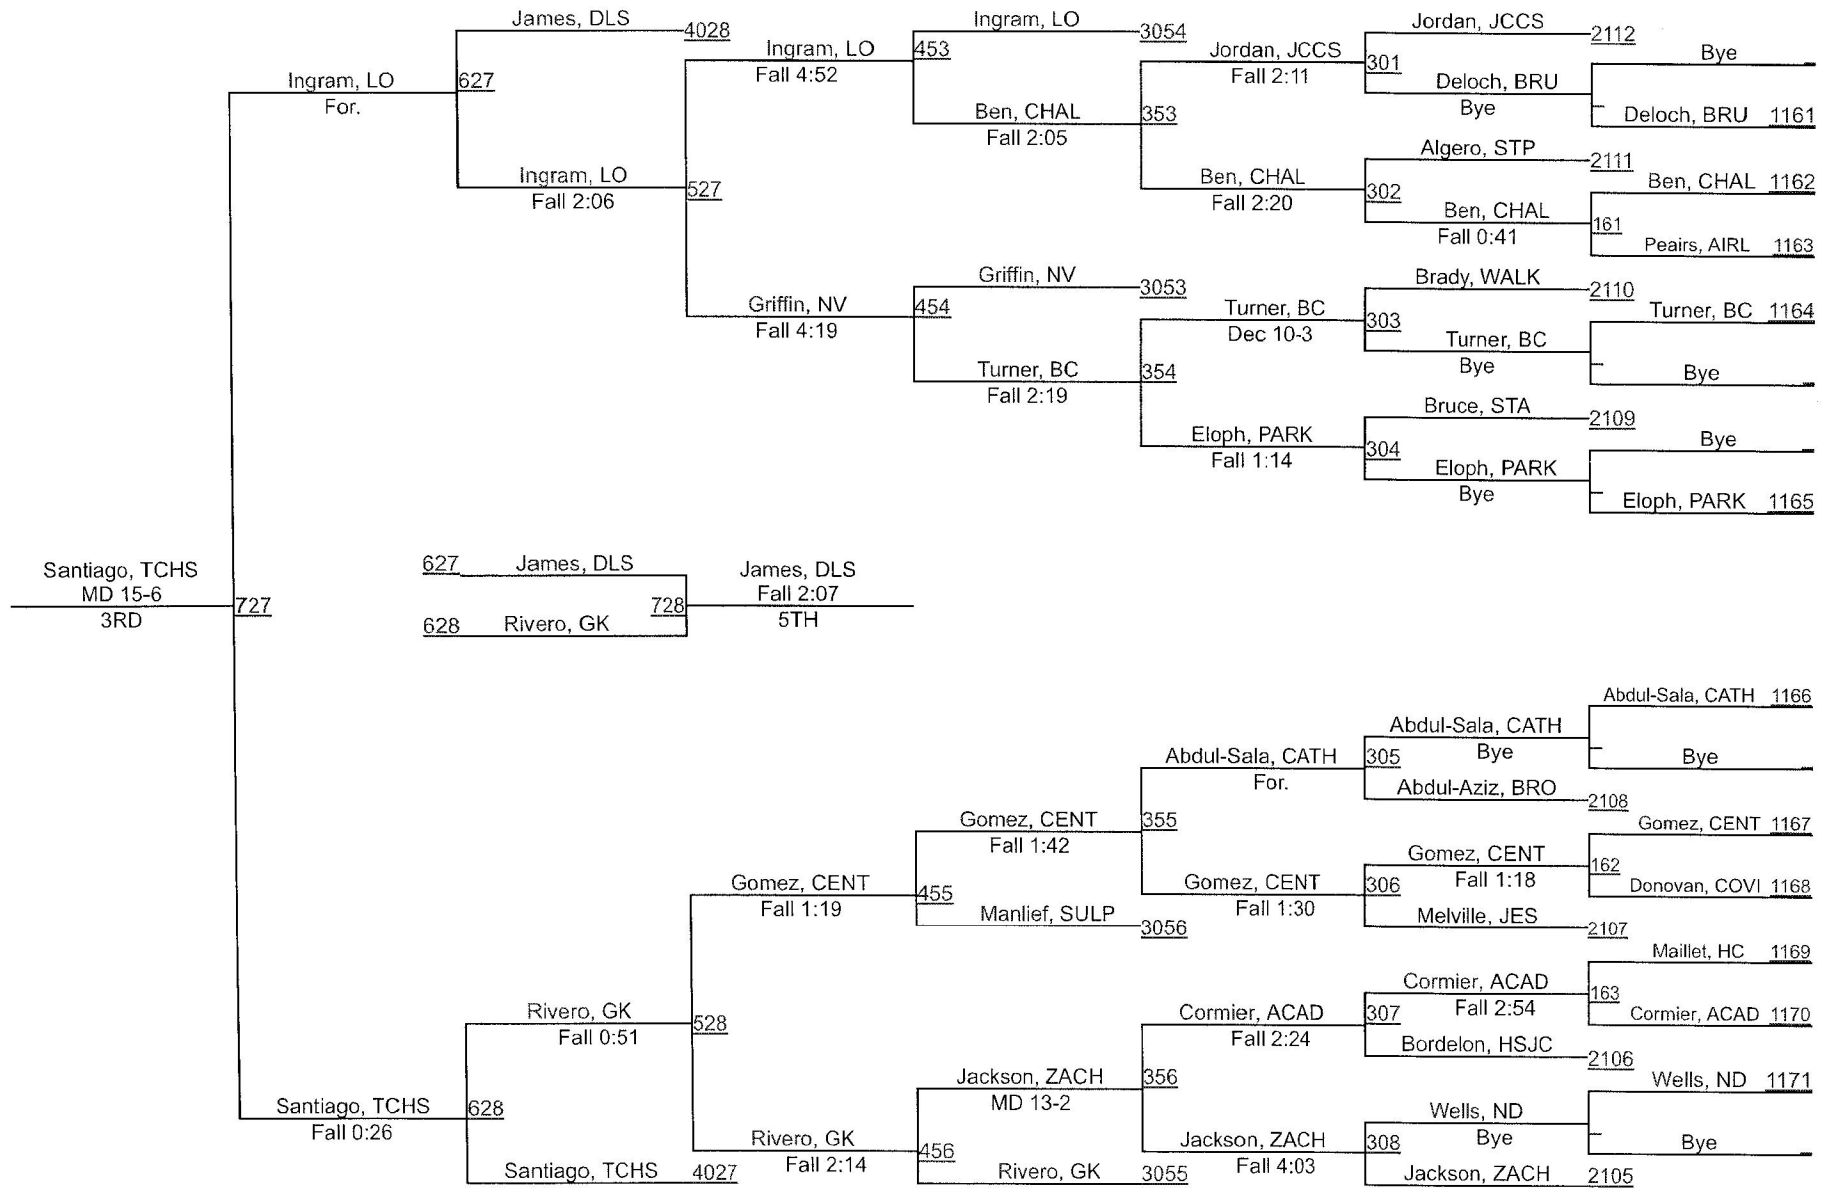 James, DLS 4028
Ingram, LO 3054
Jordan, JCCS 2112
Bye
Ingram, LO 453
Fall 4:52
Jordan, JCCS 301
Fall 2:11
Deloch, BRU
Bye
Deloch, BRU 1161
Ingram, LO 627
For.
Ben, CHAL 353
Fall 2:05
Algero, STP 2111
Ben, CHAL 1162
Ingram, LO 527
Fall 2:06
Ben, CHAL 302
Fall 2:20
Ben, CHAL 161
Fall 0:41
Peairs, AIRL 1163
Griffin, NV 3053
Brady, WALK 2110
Turner, BC 1164
Griffin, NV 454
Fall 4:19
Turner, BC 303
Dec 10-3
Turner, BC
Bye
Bye
Turner, BC 354
Fall 2:19
Bruce, STA 2109
Bye
Eloph, PARK 304
Fall 1:14
Eloph, PARK
Bye
Eloph, PARK 1165
Santiago, TCHS
MD 15-6
3RD
727
627 James, DLS
628 Rivero, GK
728
James, DLS
Fall 2:07
5TH
Abdul-Sala, CATH 1166
Abdul-Sala, CATH
Bye
Bye
Abdul-Sala, CATH 305
For.
Abdul-Aziz, BRO 2108
Gomez, CENT 355
Fall 1:42
Gomez, CENT 1167
Gomez, CENT 162
Fall 1:18
Donovan, COVI 1168
Gomez, CENT 455
Fall 1:19
Gomez, CENT 306
Fall 1:30
Manlief, SULP 3056
Melville, JES 2107
Maillet, HC 1169
Cormier, ACAD 163
Fall 2:54
Cormier, ACAD 1170
Rivero, GK 528
Fall 0:51
Cormier, ACAD 307
Fall 2:24
Bordelon, HSJC 2106
Jackson, ZACH 356
MD 13-2
Wells, ND 1171
Santiago, TCHS 628
Fall 0:26
Wells, ND
Bye
Bye
Rivero, GK 456
Fall 2:14
Jackson, ZACH 308
Fall 4:03
Santiago, TCHS 4027
Rivero, GK 3055
Jackson, ZACH 2105